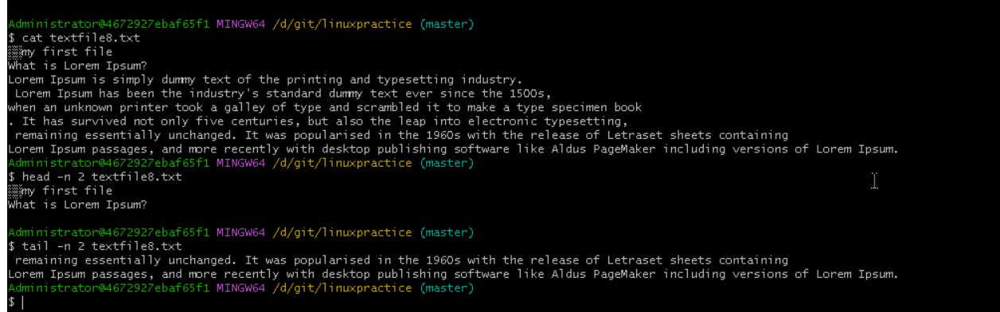 Administrator@4672927ebaf65f1 MINGW64 /d/git/linuxpractice (master)
$ cat textfile8.txt
▒▒my first file
What is Lorem Ipsum?
Lorem Ipsum is simply dummy text of the printing and typesetting industry.
 Lorem Ipsum has been the industry's standard dummy text ever since the 1500s,
when an unknown printer took a galley of type and scrambled it to make a type specimen book
. It has survived not only five centuries, but also the leap into electronic typesetting,
 remaining essentially unchanged. It was popularised in the 1960s with the release of Letraset sheets containing
Lorem Ipsum passages, and more recently with desktop publishing software like Aldus PageMaker including versions of Lorem Ipsum.
Administrator@4672927ebaf65f1 MINGW64 /d/git/linuxpractice (master)
$ head -n 2 textfile8.txt
▒▒my first file
What is Lorem Ipsum?
Administrator@4672927ebaf65f1 MINGW64 /d/git/linuxpractice (master)
$ tail -n 2 textfile8.txt
 remaining essentially unchanged. It was popularised in the 1960s with the release of Letraset sheets containing
Lorem Ipsum passages, and more recently with desktop publishing software like Aldus PageMaker including versions of Lorem Ipsum.
Administrator@4672927ebaf65f1 MINGW64 /d/git/linuxpractice (master)
$